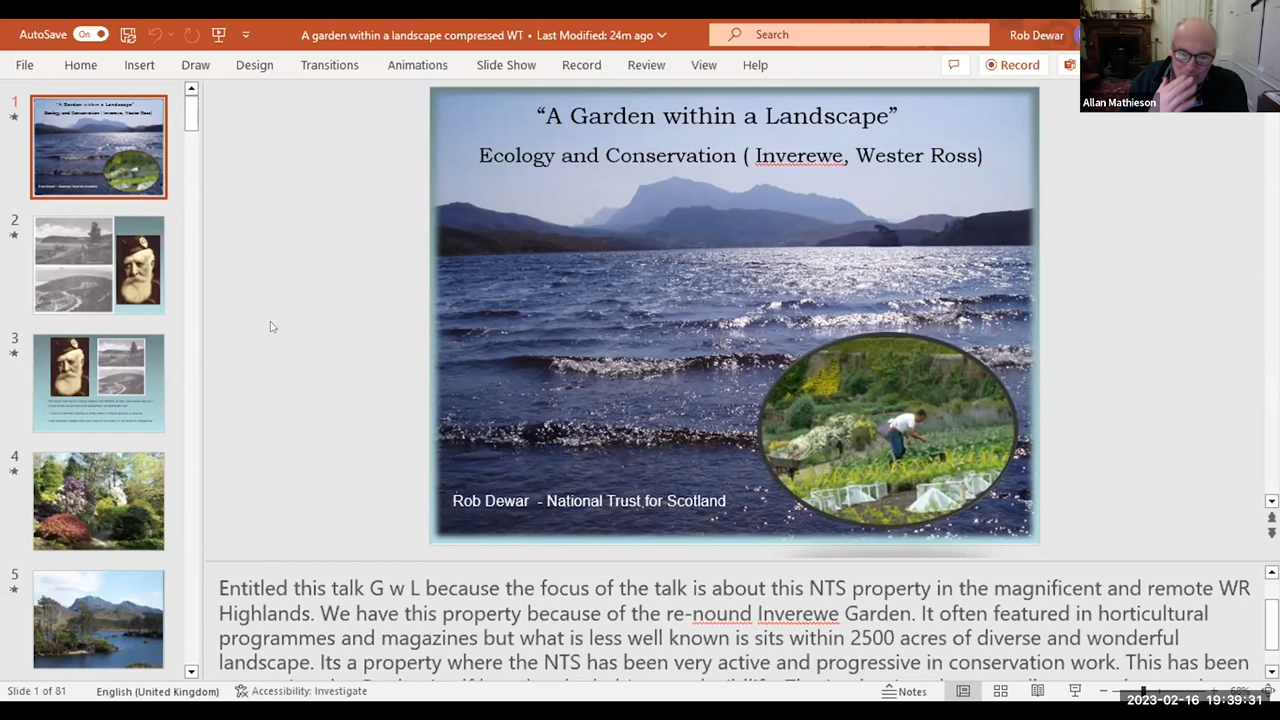 AutoSave On
A garden within a landscape compressed WT • Last Modified: 24m ago
Search
Rob Dewar
File Home Insert Draw Design Transitions Animations Slide Show Record Review View Help
Record
Allan Mathieson
1
2
3
4
5
“A Garden within a Landscape”
Ecology and Conservation ( Inverewe, Wester Ross)
Rob Dewar - National Trust for Scotland
Entitled this talk G w L because the focus of the talk is about this NTS property in the magnificent and remote WR
Highlands. We have this property because of the re-nound Inverewe Garden. It often featured in horticultural
programmes and magazines but what is less well known is sits within 2500 acres of diverse and wonderful
landscape. Its a property where the NTS has been very active and progressive in conservation work. This has been
Slide 1 of 81 English (United Kingdom) Accessibility: Investigate Notes
2023-02-16 19:39:31